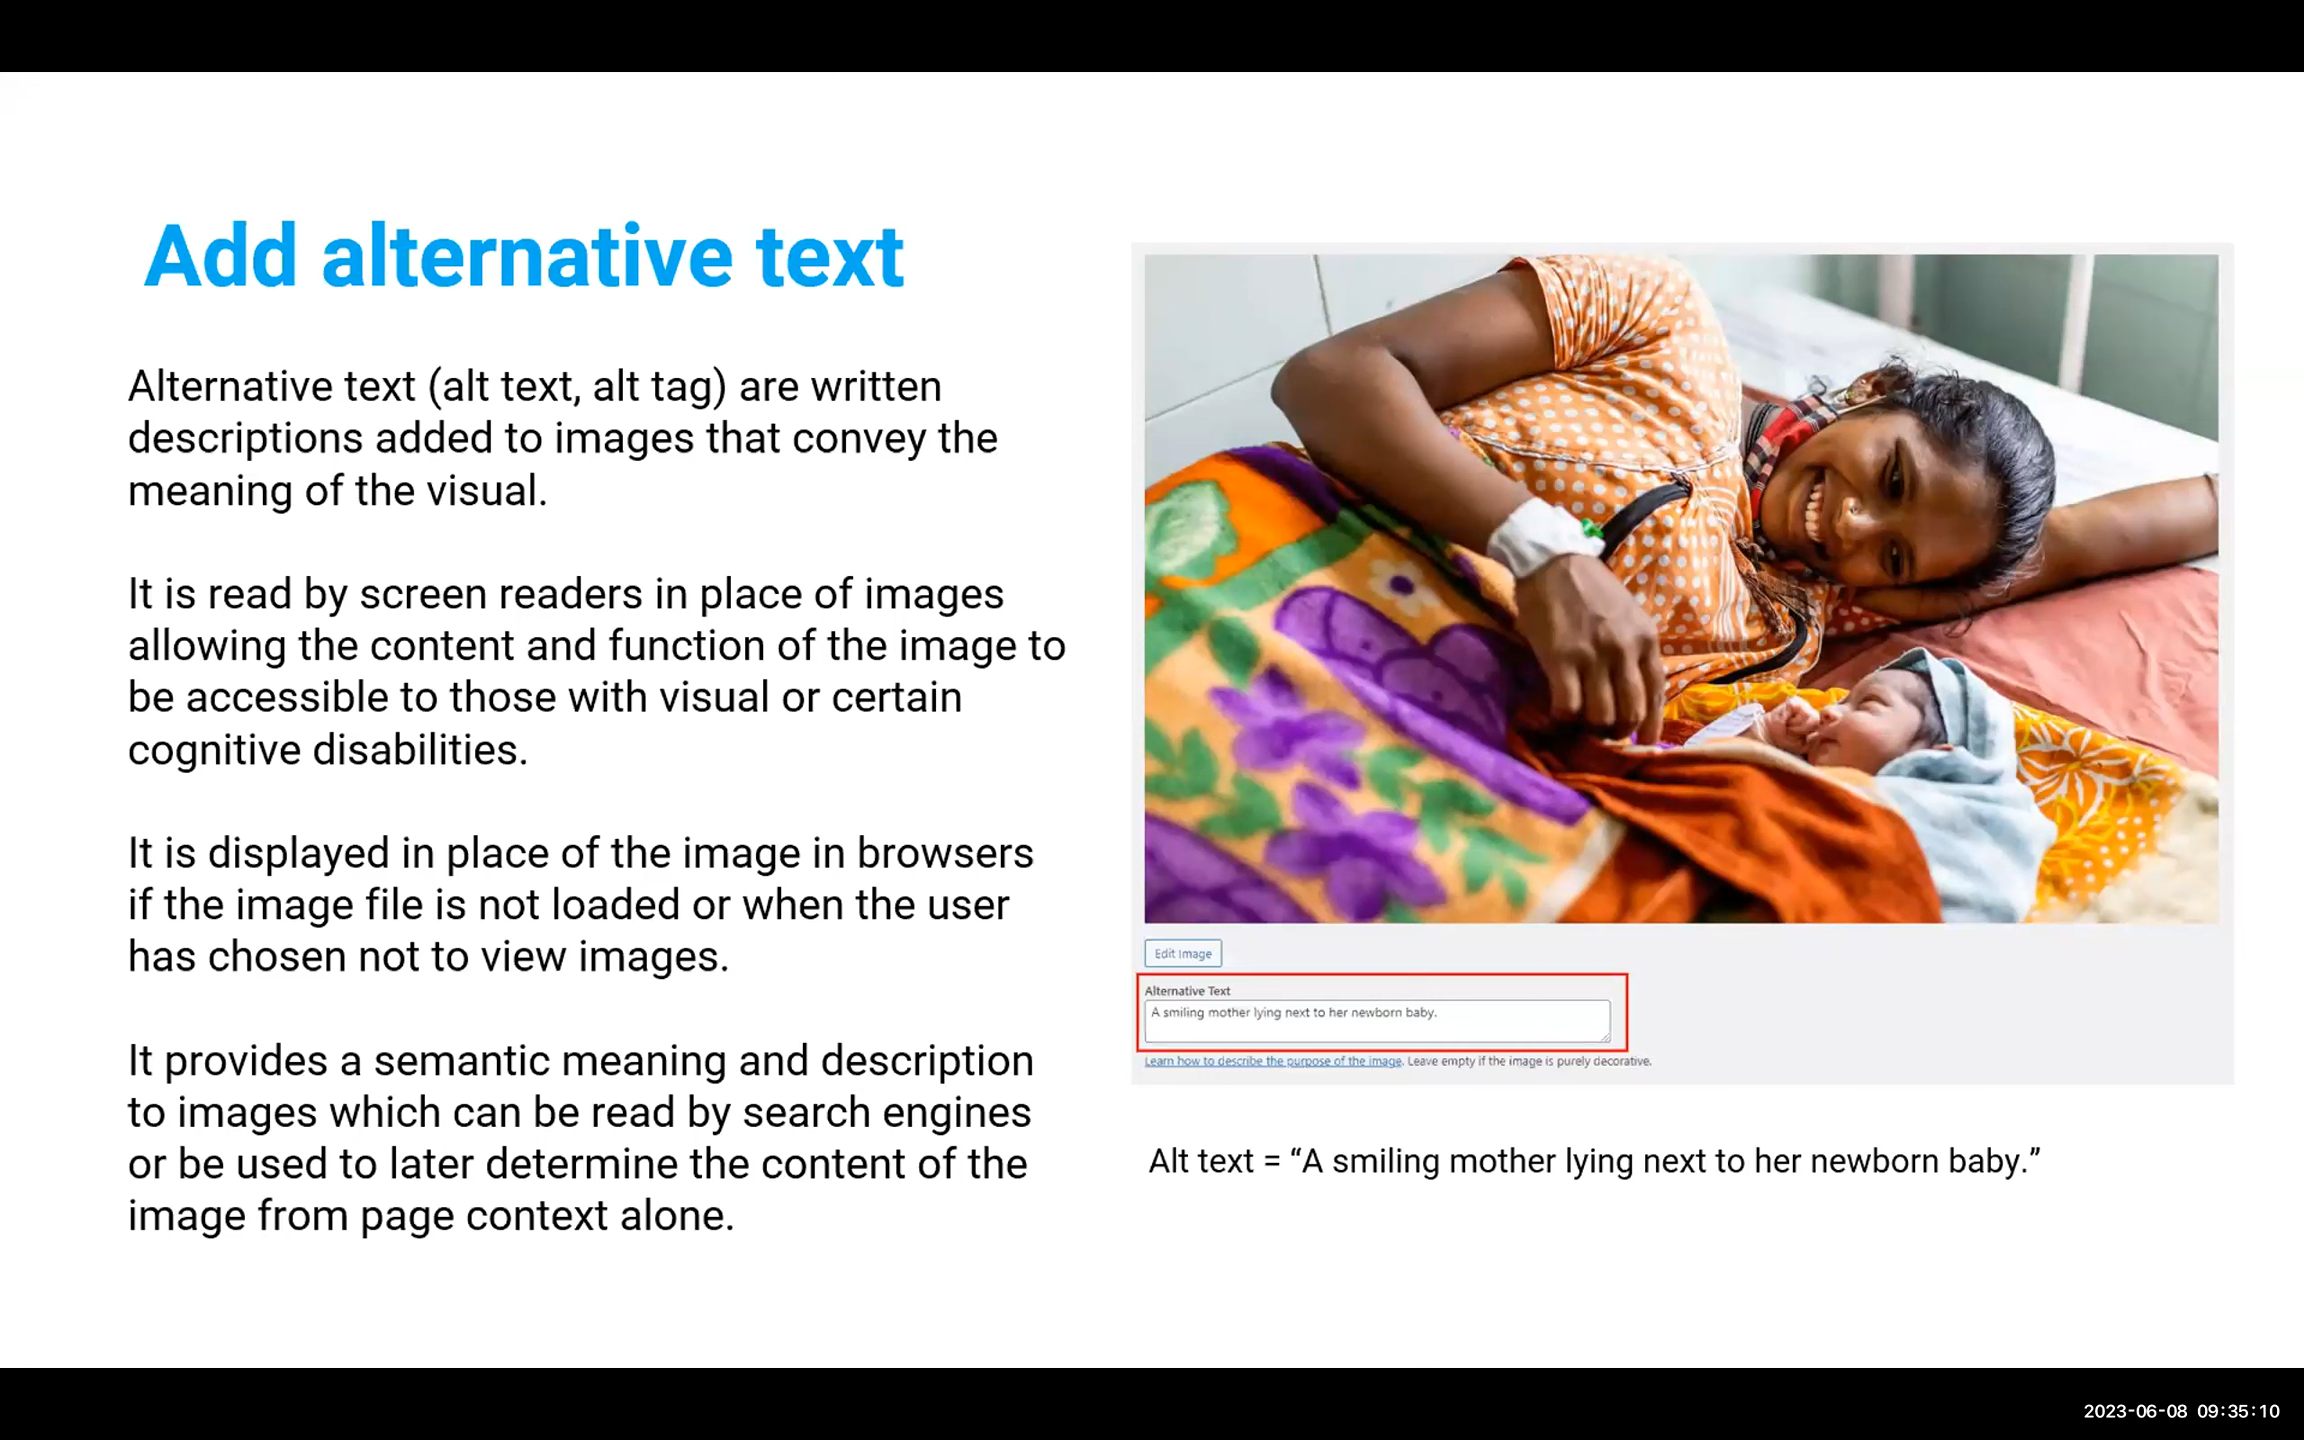 Add alternative text
Alternative text (alt text, alt tag) are written
descriptions added to images that convey the
meaning of the visual.
It is read by screen readers in place of images
allowing the content and function of the image to
be accessible to those with visual or certain
cognitive disabilities.
It is displayed in place of the image in browsers
if the image file is not loaded or when the user
has chosen not to view images.
It provides a semantic meaning and description
to images which can be read by search engines
or be used to later determine the content of the
image from page context alone.
Edit Image
Alternative Text
A smiling mother lying next to her newborn baby.
Learn how to describe the purpose of the image. Leave empty if the image is purely decorative.
Alt text = “A smiling mother lying next to her newborn baby.”
2023-06-08 09:35:10